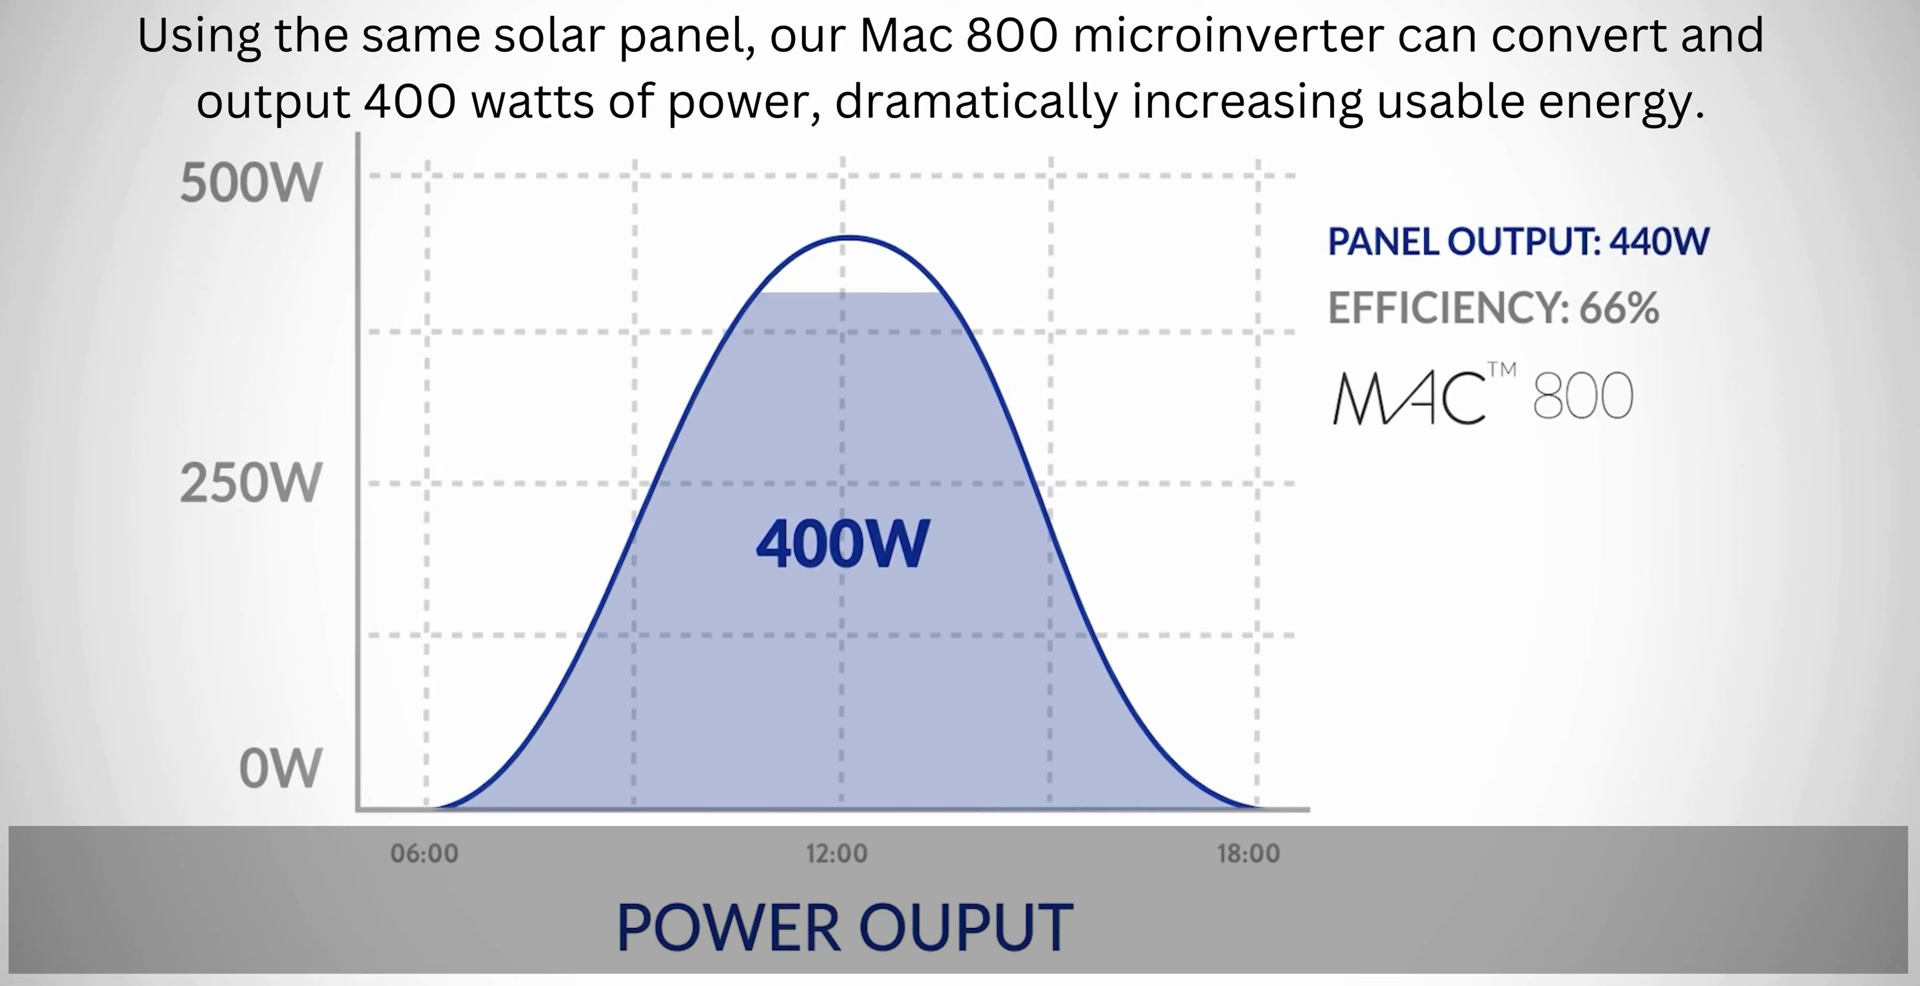 Using the same solar panel, our Mac 800 microinverter can convert and
output 400 watts of power, dramatically increasing usable energy.
500W
PANEL OUTPUT: 440W
EFFICIENCY: 66%
MAC™ 800
250W
400W
0W
06:00 12:00 18:00
POWER OUPUT